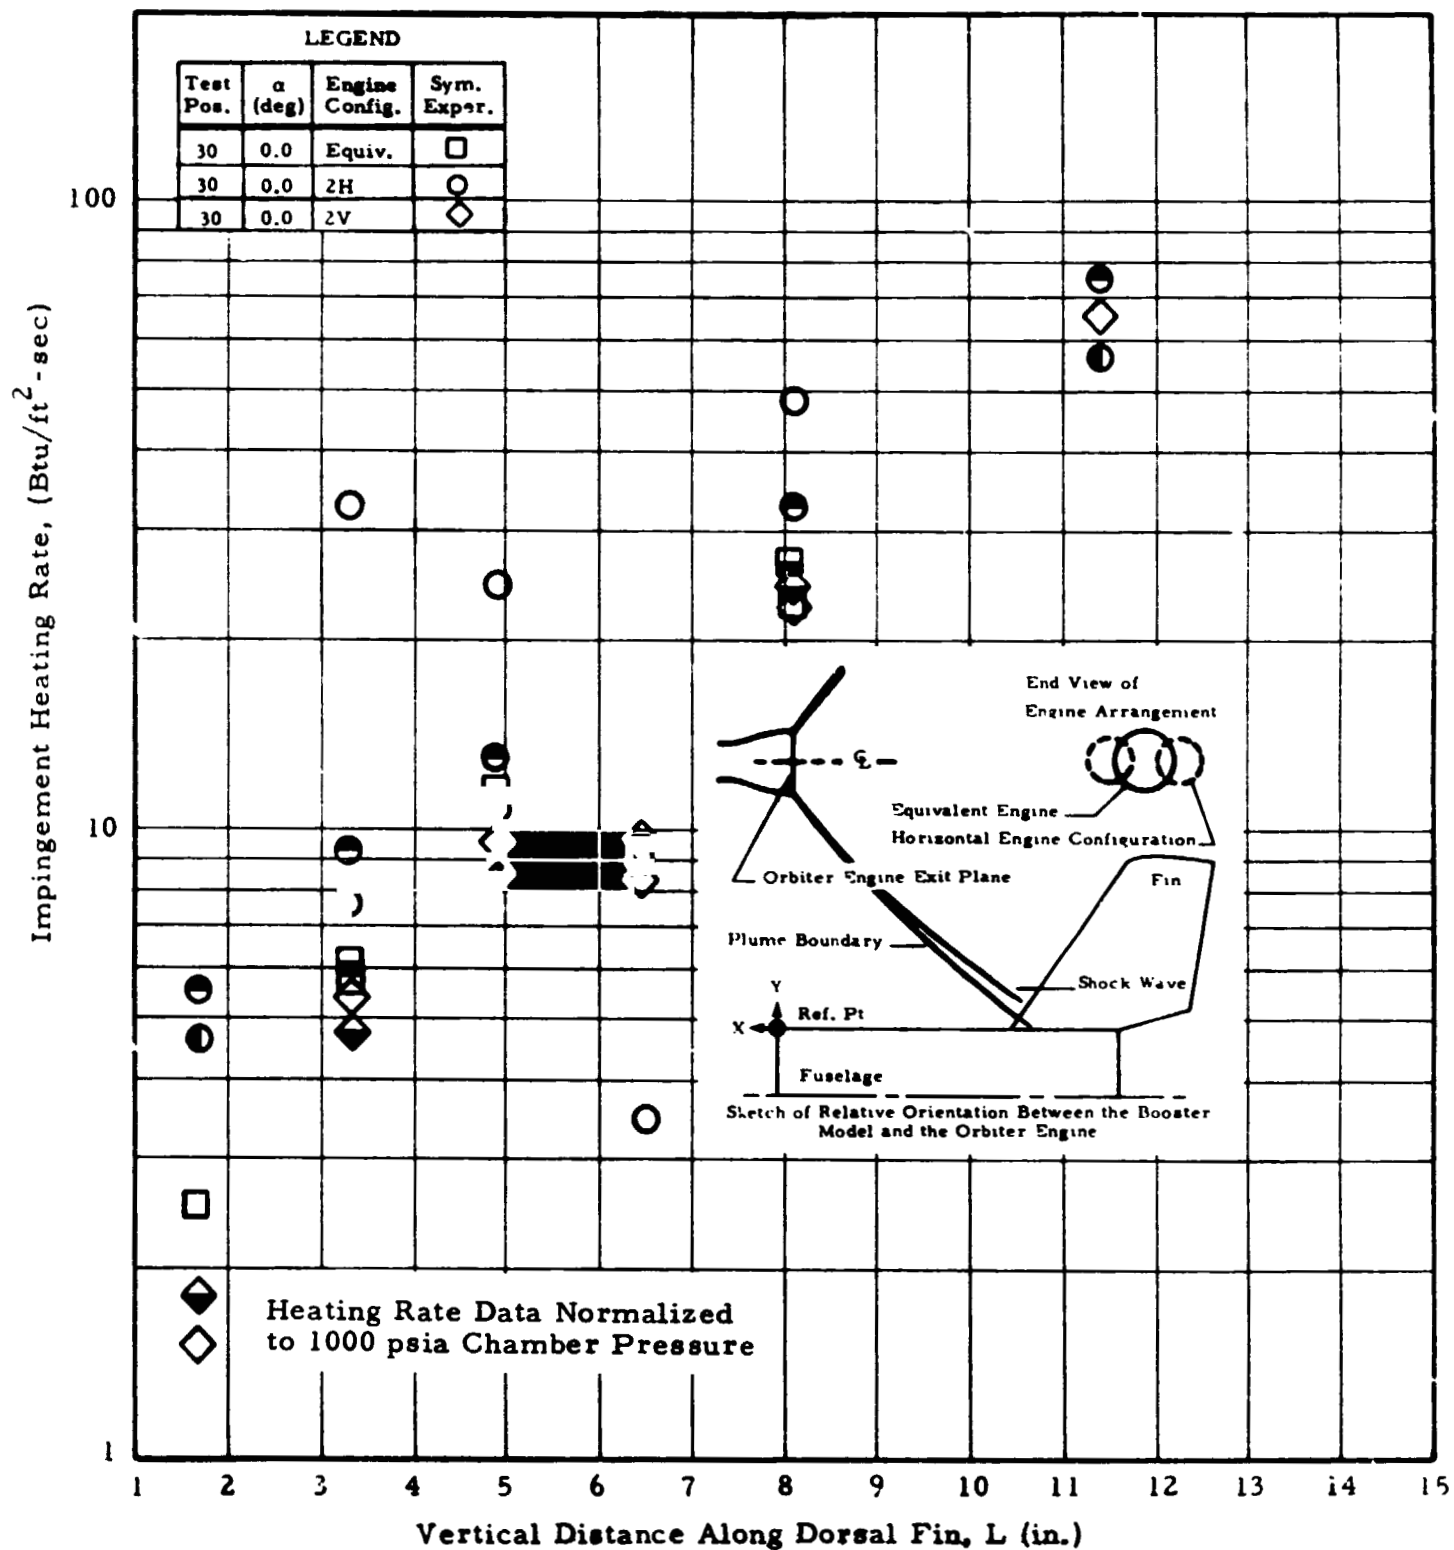 LEGEND
Test Pos. α (deg) Engine Config. Sym. Exper.
30 0.0 Equiv.
30 0.0 2H
30 0.0 2V
100
10
1
Impingement Heating Rate, (Btu/ft² - sec)
End View of
Engine Arrangement
℄
Equivalent Engine
Horizontal Engine Configuration
Orbiter Engine Exit Plane
Fin
Plume Boundary
Shock Wave
Y
X
Ref. Pt
Fuselage
Sketch of Relative Orientation Between the Booster
Model and the Orbiter Engine
Heating Rate Data Normalized
to 1000 psia Chamber Pressure
1 2 3 4 5 6 7 8 9 10 11 12 13 14 15
Vertical Distance Along Dorsal Fin, L (in.)